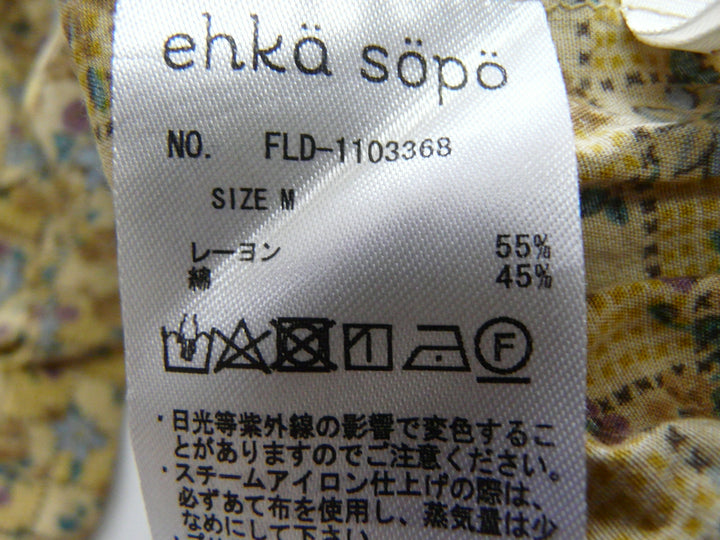 ehkä söpö
NO. FLD-1103368
SIZE M
レーヨン 55%
綿 45%
F
・日光等紫外線の影響で変色するこ
とがありますのでご注意ください。
・スチームアイロン仕上げの際は、
必ずあて布を使用し、蒸気量は少
なめにして下さい。